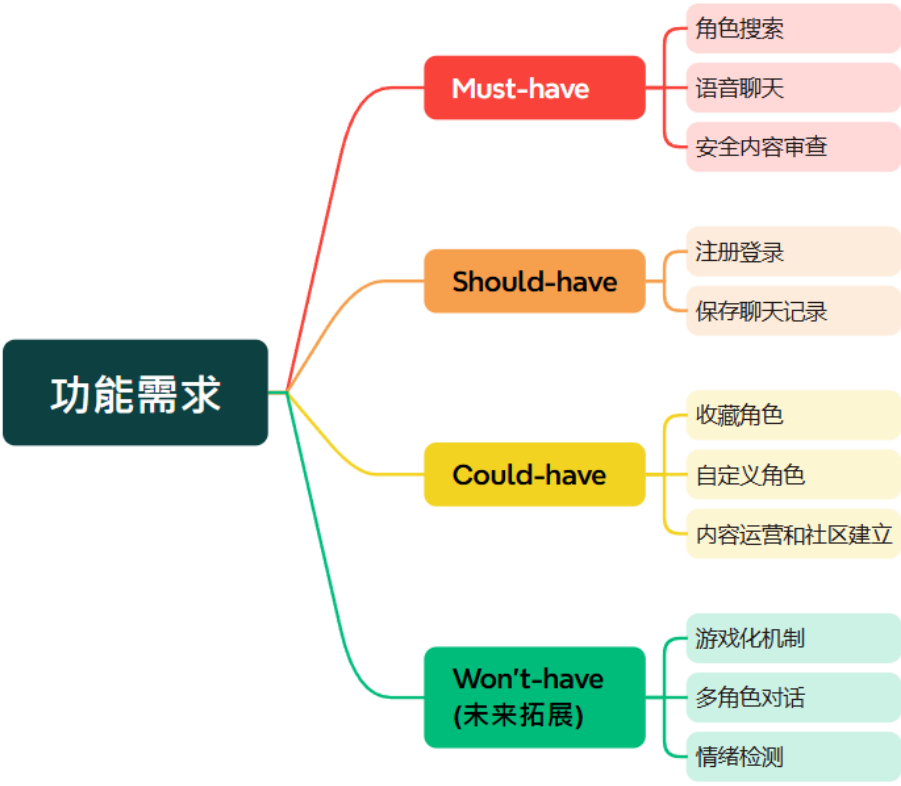 功能需求
Must-have
角色搜索
语音聊天
安全内容审查
Should-have
注册登录
保存聊天记录
Could-have
收藏角色
自定义角色
内容运营和社区建立
Won't-have
(未来拓展)
游戏化机制
多角色对话
情绪检测